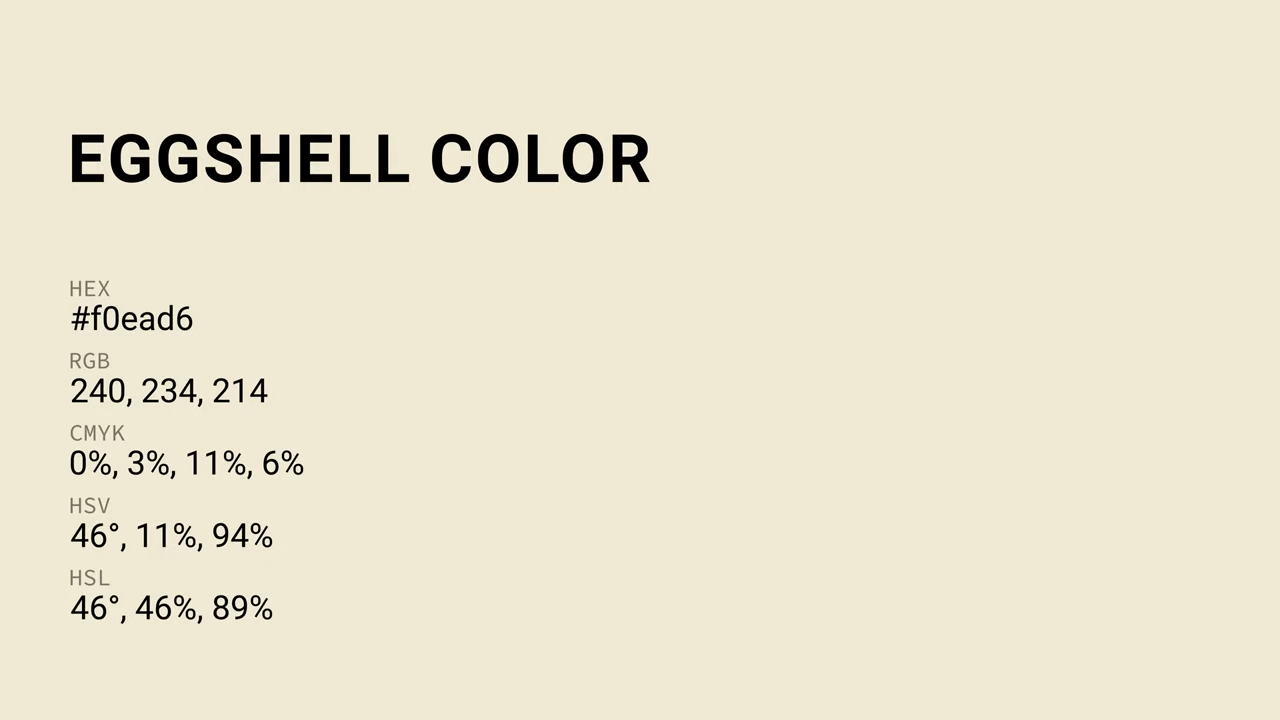 EGGSHELL COLOR
HEX
#f0ead6
RGB
240, 234, 214
CMYK
0%, 3%, 11%, 6%
HSV
46°, 11%, 94%
HSL
46°, 46%, 89%